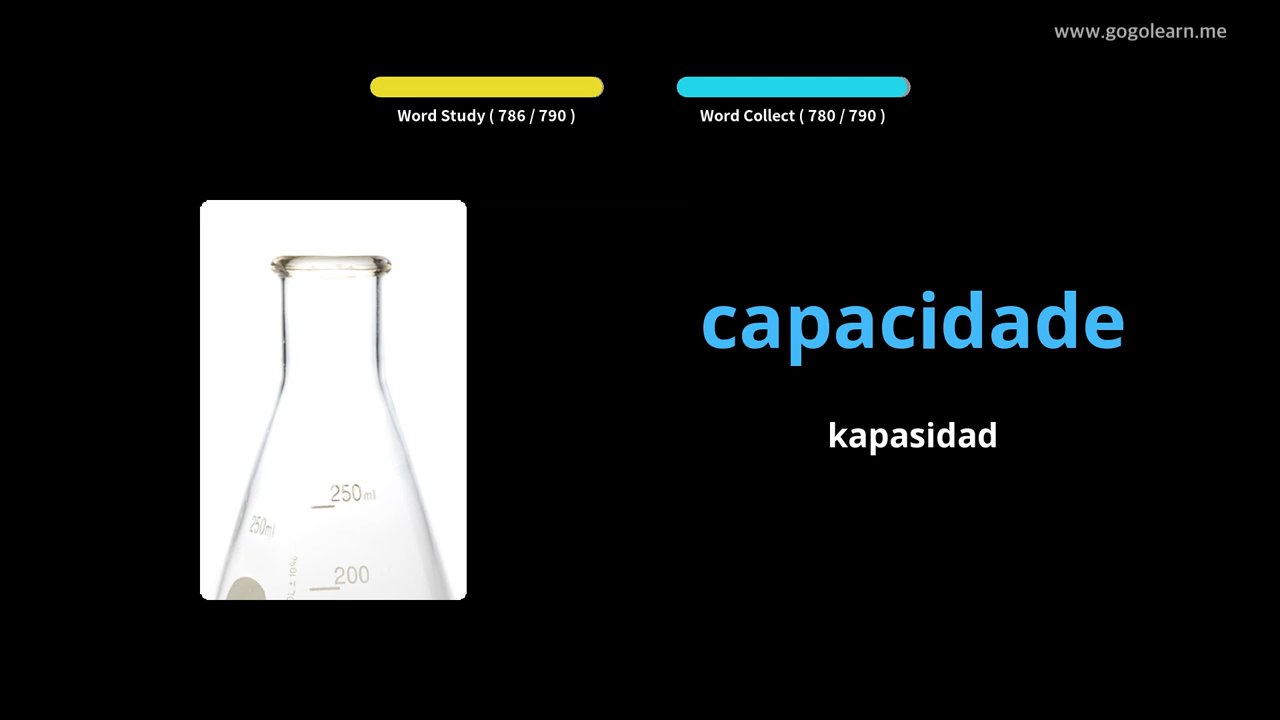 www.gogolearn.me
Word Study ( 786 / 790 )
Word Collect ( 780 / 790 )
capacidade
kapasidad
250ml
250ml
200